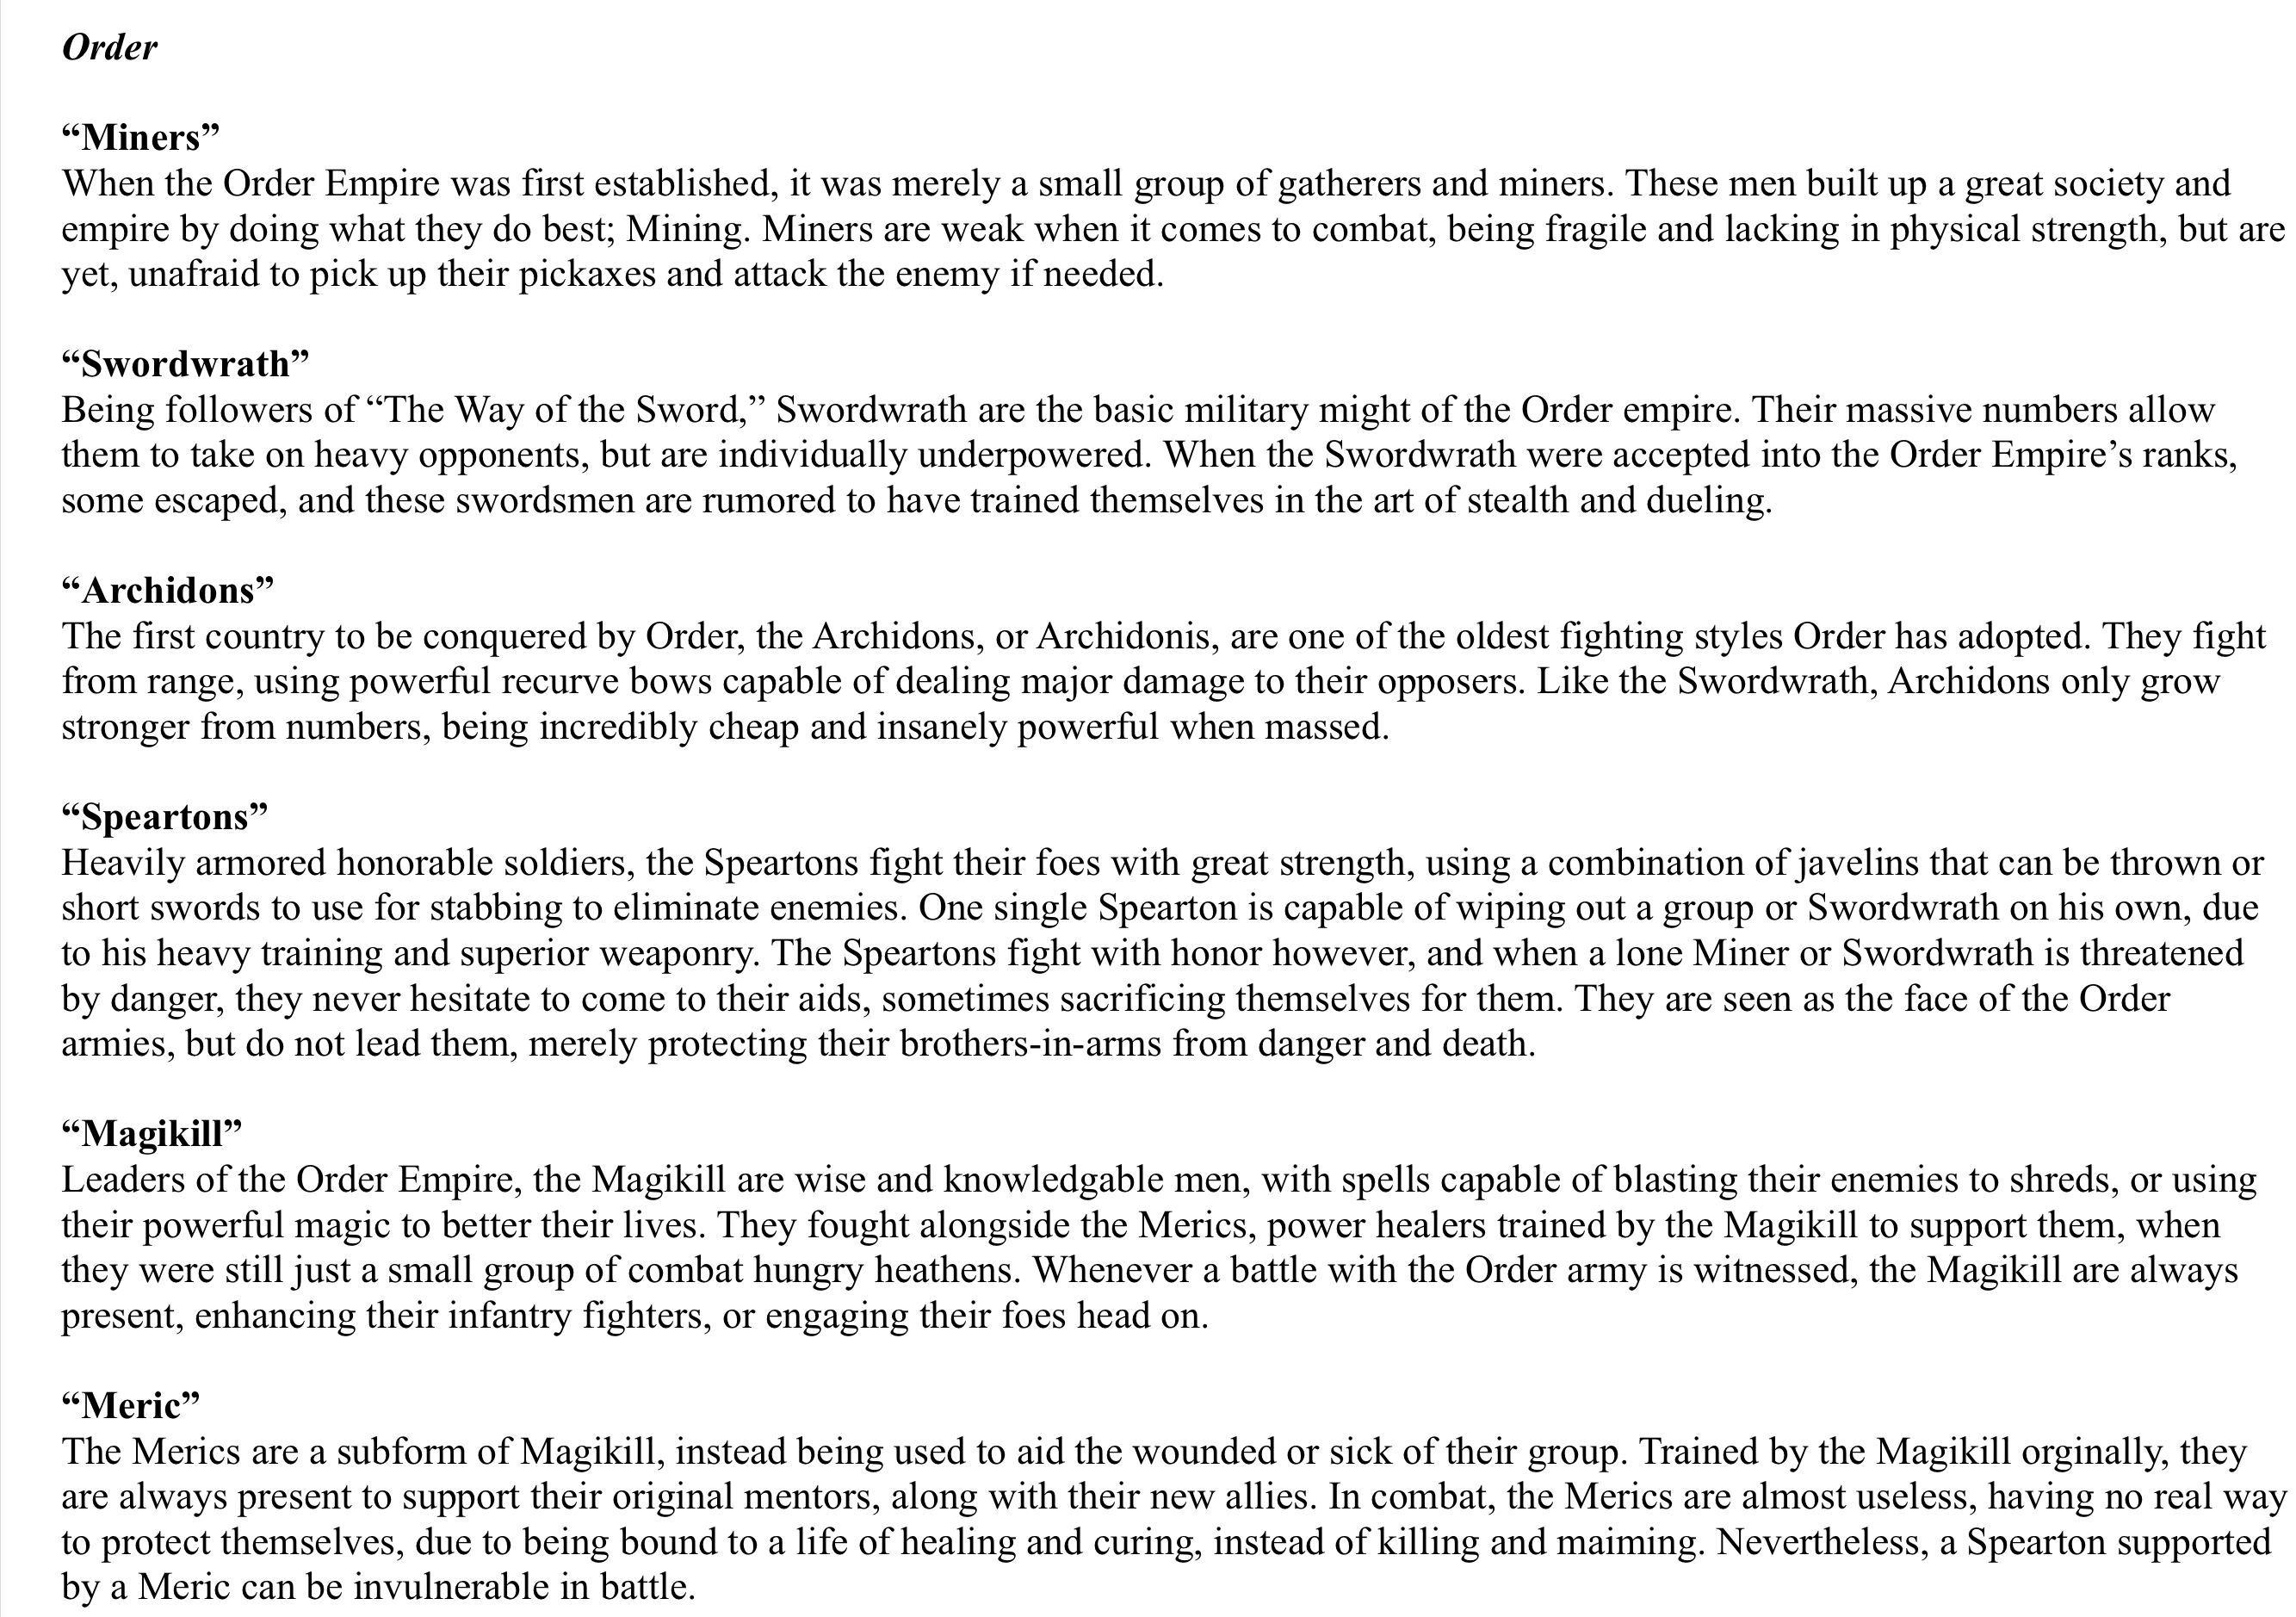 Order
“Miners”
When the Order Empire was first established, it was merely a small group of gatherers and miners. These men built up a great society and
empire by doing what they do best; Mining. Miners are weak when it comes to combat, being fragile and lacking in physical strength, but are
yet, unafraid to pick up their pickaxes and attack the enemy if needed.
“Swordwrath”
Being followers of “The Way of the Sword,” Swordwrath are the basic military might of the Order empire. Their massive numbers allow
them to take on heavy opponents, but are individually underpowered. When the Swordwrath were accepted into the Order Empire’s ranks,
some escaped, and these swordsmen are rumored to have trained themselves in the art of stealth and dueling.
“Archidons”
The first country to be conquered by Order, the Archidons, or Archidonis, are one of the oldest fighting styles Order has adopted. They fight
from range, using powerful recurve bows capable of dealing major damage to their opposers. Like the Swordwrath, Archidons only grow
stronger from numbers, being incredibly cheap and insanely powerful when massed.
“Speartons”
Heavily armored honorable soldiers, the Speartons fight their foes with great strength, using a combination of javelins that can be thrown or
short swords to use for stabbing to eliminate enemies. One single Spearton is capable of wiping out a group or Swordwrath on his own, due
to his heavy training and superior weaponry. The Speartons fight with honor however, and when a lone Miner or Swordwrath is threatened
by danger, they never hesitate to come to their aids, sometimes sacrificing themselves for them. They are seen as the face of the Order
armies, but do not lead them, merely protecting their brothers-in-arms from danger and death.
“Magikill”
Leaders of the Order Empire, the Magikill are wise and knowledgable men, with spells capable of blasting their enemies to shreds, or using
their powerful magic to better their lives. They fought alongside the Merics, power healers trained by the Magikill to support them, when
they were still just a small group of combat hungry heathens. Whenever a battle with the Order army is witnessed, the Magikill are always
present, enhancing their infantry fighters, or engaging their foes head on.
“Meric”
The Merics are a subform of Magikill, instead being used to aid the wounded or sick of their group. Trained by the Magikill orginally, they
are always present to support their original mentors, along with their new allies. In combat, the Merics are almost useless, having no real way
to protect themselves, due to being bound to a life of healing and curing, instead of killing and maiming. Nevertheless, a Spearton supported
by a Meric can be invulnerable in battle.